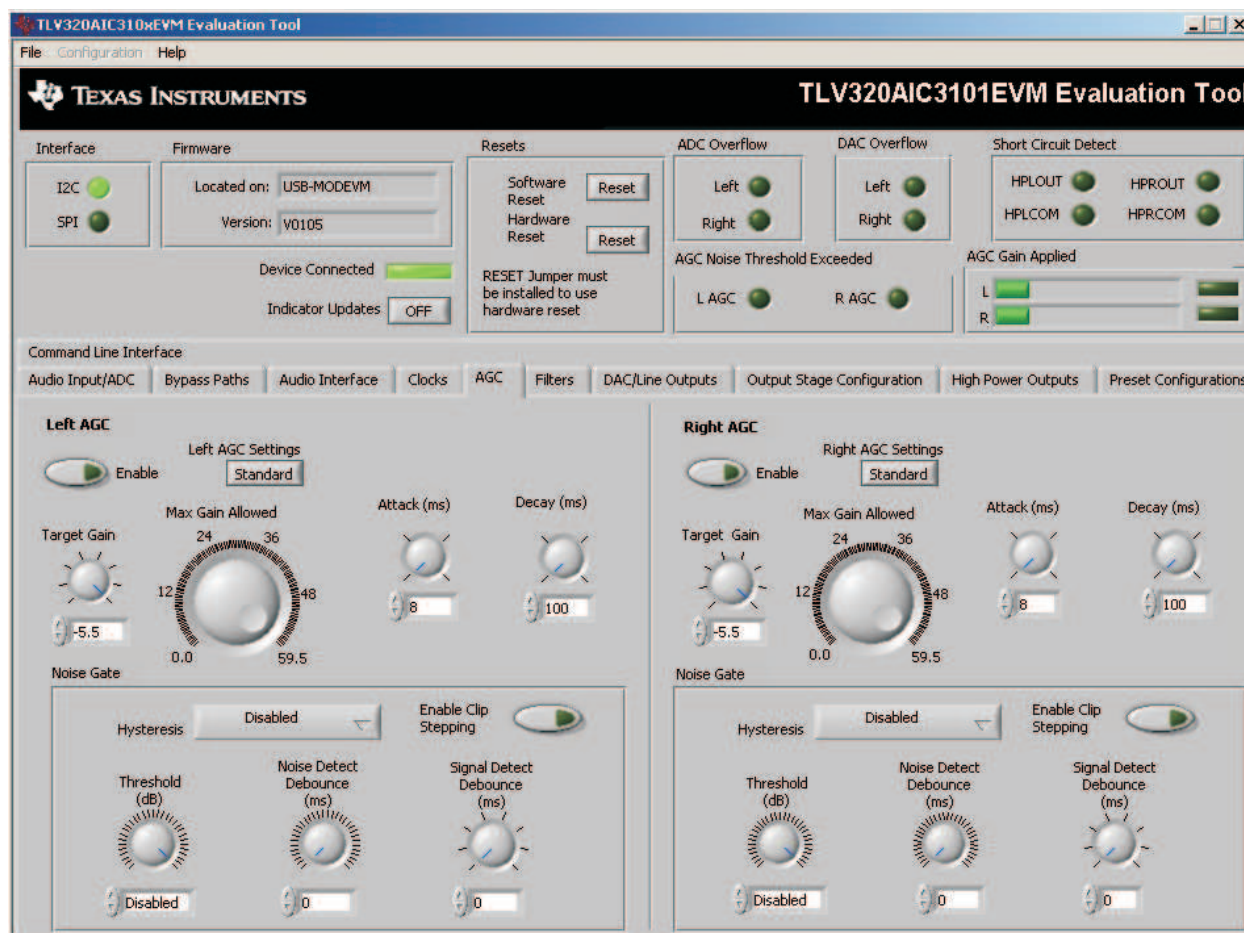 TLV320AIC310xEVM Evaluation Tool
File Configuration Help
TEXAS INSTRUMENTS
TLV320AIC3101EVM Evaluation Tool
Interface
I2C
SPI
Firmware
Located on: USB-MODEVM
Version: V0105
Device Connected
Indicator Updates OFF
Resets
Software
Reset
Reset
Hardware
Reset
Reset
RESET Jumper must
be installed to use
hardware reset
ADC Overflow
Left
Right
DAC Overflow
Left
Right
Short Circuit Detect
HPLOUT HPROUT
HPLCOM HPRCOM
AGC Noise Threshold Exceeded
L AGC R AGC
AGC Gain Applied
L
R
Command Line Interface
Audio Input/ADC Bypass Paths Audio Interface Clocks AGC Filters DAC/Line Outputs Output Stage Configuration High Power Outputs Preset Configurations
Left AGC
Enable
Left AGC Settings
Standard
Target Gain
-5.5
Max Gain Allowed
0.0 12 24 36 48 59.5
Attack (ms)
8
Decay (ms)
100
Noise Gate
Hysteresis Disabled
Enable Clip
Stepping
Threshold
(dB)
Disabled
Noise Detect
Debounce
(ms)
0
Signal Detect
Debounce
(ms)
0
Right AGC
Enable
Right AGC Settings
Standard
Target Gain
-5.5
Max Gain Allowed
0.0 12 24 36 48 59.5
Attack (ms)
8
Decay (ms)
100
Noise Gate
Hysteresis Disabled
Enable Clip
Stepping
Threshold
(dB)
Disabled
Noise Detect
Debounce
(ms)
0
Signal Detect
Debounce
(ms)
0